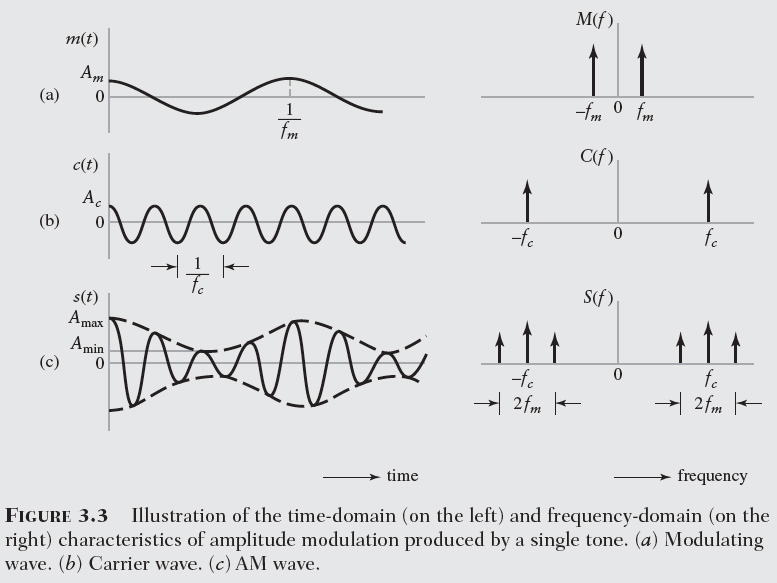 m(t)
A_m
(a)
0
1
f_m
M(f)
–f_m 0 f_m
c(t)
A_c
(b)
0
1
f_c
C(f)
–f_c 0 f_c
s(t)
A_max
A_min
(c)
0
S(f)
–f_c 0 f_c
2f_m 2f_m
time
frequency
FIGURE 3.3 Illustration of the time-domain (on the left) and frequency-domain (on the
right) characteristics of amplitude modulation produced by a single tone. (a) Modulating
wave. (b) Carrier wave. (c) AM wave.